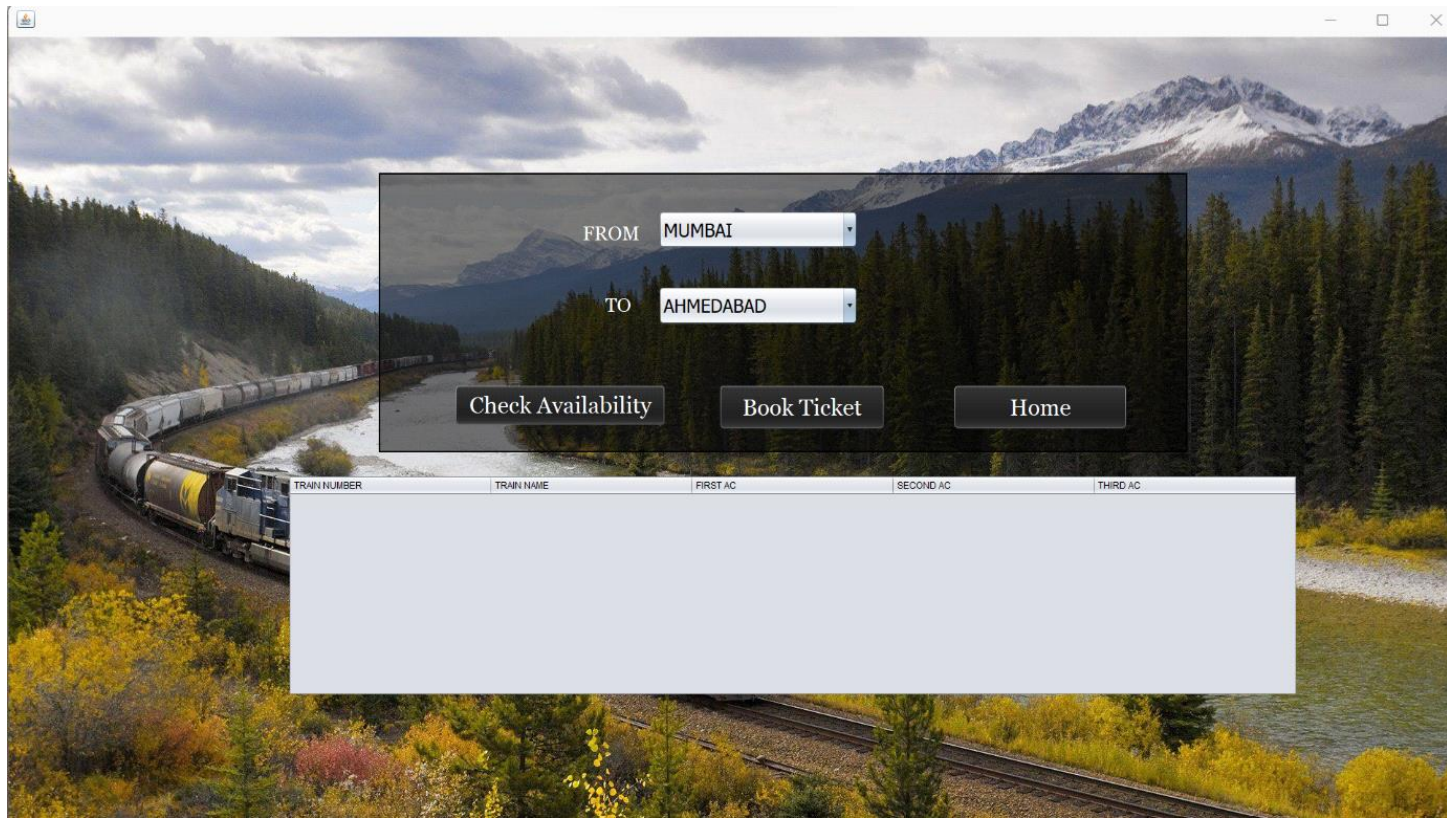 FROM MUMBAI
TO AHMEDABAD
Check Availability Book Ticket Home
TRAIN NUMBER TRAIN NAME FIRST AC SECOND AC THIRD AC